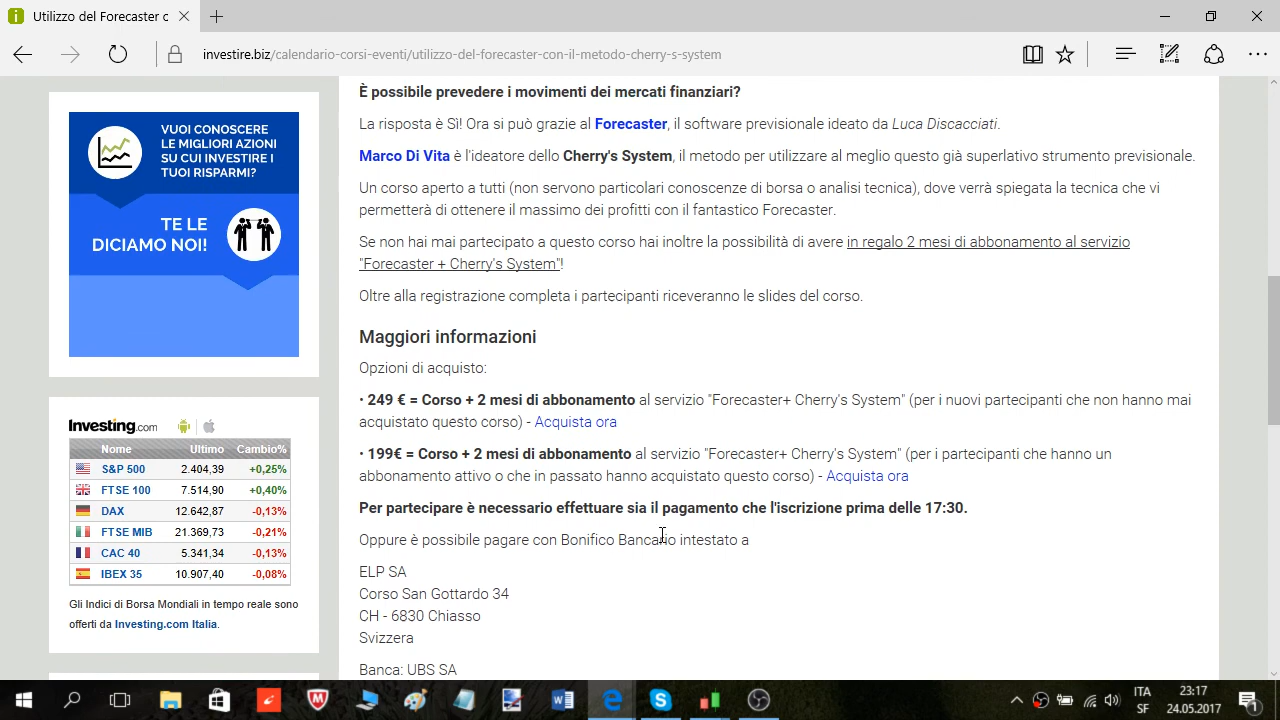 Utilizzo del Forecaster c
investire.biz/calendario-corsi-eventi/utilizzo-del-forecaster-con-il-metodo-cherry-s-system
VUOI CONOSCERE
LE MIGLIORI AZIONI
SU CUI INVESTIRE I
TUOI RISPARMI?
TE LE
DICIAMO NOI!
Investing.com
Nome Ultimo Cambio%
S&P 500 2.404,39 +0,25%
FTSE 100 7.514,90 +0,40%
DAX 12.642,87 -0,13%
FTSE MIB 21.369,73 -0,21%
CAC 40 5.341,34 -0,13%
IBEX 35 10.907,40 -0,08%
Gli Indici di Borsa Mondiali in tempo reale sono
offerti da Investing.com Italia.
È possibile prevedere i movimenti dei mercati finanziari?
La risposta è Sì! Ora si può grazie al Forecaster, il software previsionale ideato da Luca Discacciati.
Marco Di Vita è l'ideatore dello Cherry's System, il metodo per utilizzare al meglio questo già superlativo strumento previsionale.
Un corso aperto a tutti (non servono particolari conoscenze di borsa o analisi tecnica), dove verrà spiegata la tecnica che vi
permetterà di ottenere il massimo dei profitti con il fantastico Forecaster.
Se non hai mai partecipato a questo corso hai inoltre la possibilità di avere in regalo 2 mesi di abbonamento al servizio
"Forecaster + Cherry's System"!
Oltre alla registrazione completa i partecipanti riceveranno le slides del corso.
Maggiori informazioni
Opzioni di acquisto:
• 249 € = Corso + 2 mesi di abbonamento al servizio "Forecaster+ Cherry's System" (per i nuovi partecipanti che non hanno mai
acquistato questo corso) - Acquista ora
• 199€ = Corso + 2 mesi di abbonamento al servizio "Forecaster+ Cherry's System" (per i partecipanti che hanno un
abbonamento attivo o che in passato hanno acquistato questo corso) - Acquista ora
Per partecipare è necessario effettuare sia il pagamento che l'iscrizione prima delle 17:30.
Oppure è possibile pagare con Bonifico Bancario intestato a
ELP SA
Corso San Gottardo 34
CH - 6830 Chiasso
Svizzera
Banca: UBS SA
ITA
SF
23:17
24.05.2017
1